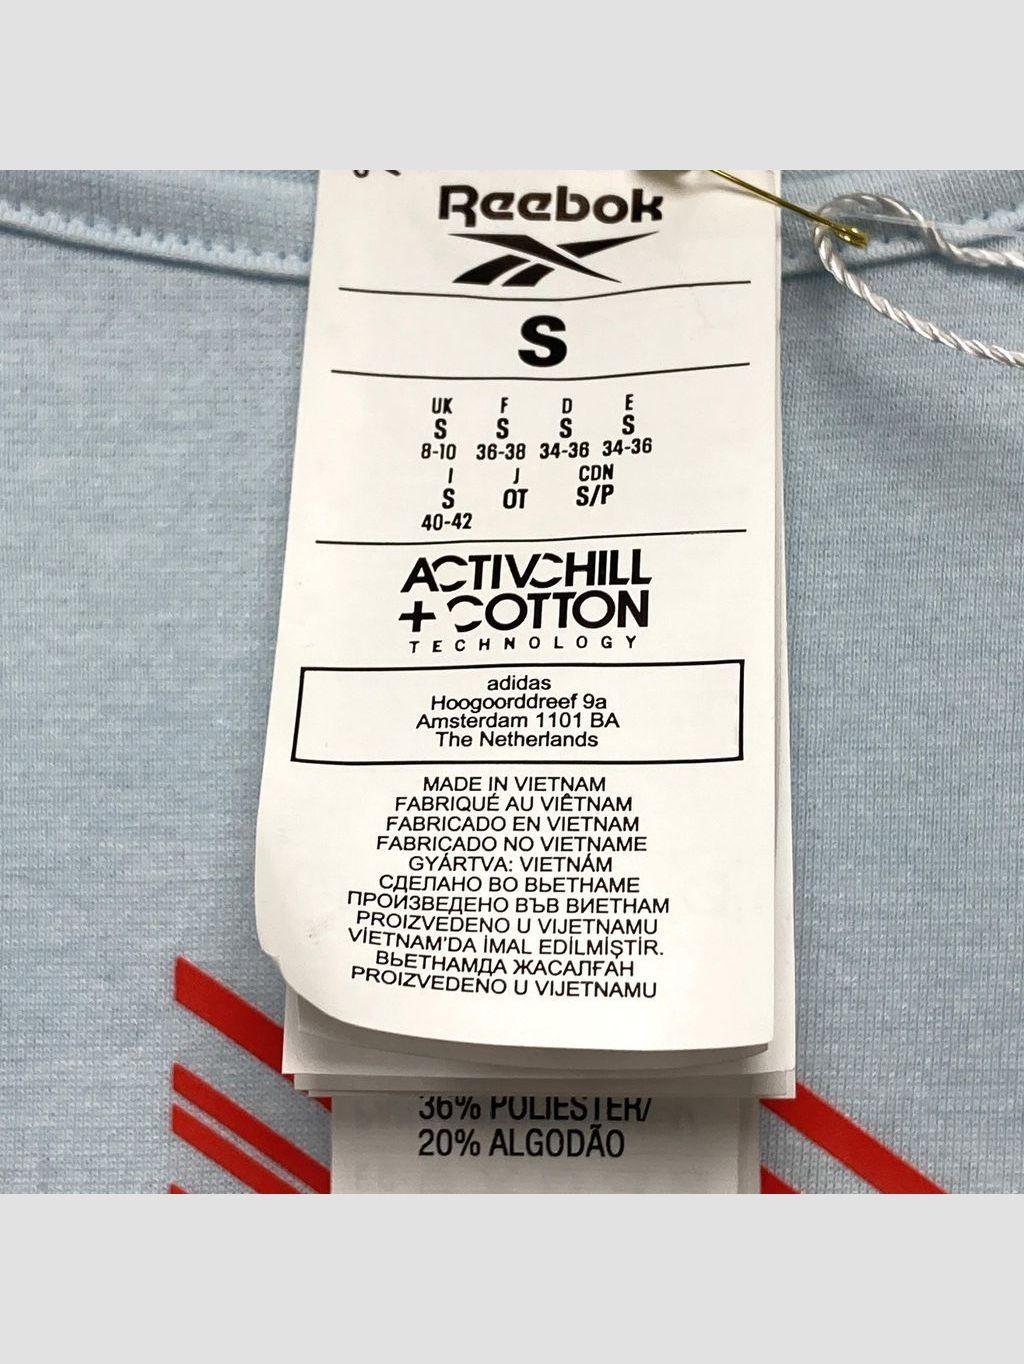 Reebok
S
UK F D E
S S S S
8-10 36-38 34-36 34-36
I J CDN
S OT S/P
40-42
ACTIVCHILL
+COTTON
TECHNOLOGY
adidas
Hoogoorddreef 9a
Amsterdam 1101 BA
The Netherlands
MADE IN VIETNAM
FABRIQUÉ AU VIÊTNAM
FABRICADO EN VIETNAM
FABRICADO NO VIETNAME
GYÁRTVA: VIETNÁM
СДЕЛАНО ВО ВЬЕТНАМЕ
ПРОИЗВЕДЕНО ВЪВ ВИЕТНАМ
PROIZVEDENO U VIJETNAMU
VİETNAM'DA İMAL EDİLMİŞTİR.
ВЬЕТНАМДА ЖАСАЛҒАН
PROIZVEDENO U VIJETNAMU
36% POLIESTER/
20% ALGODÃO